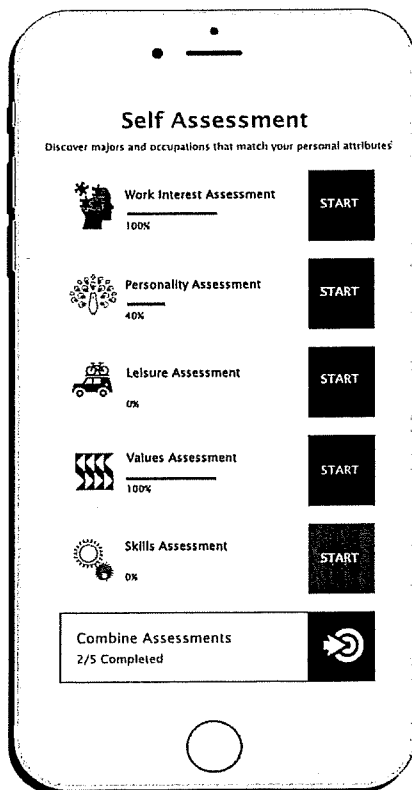 Self Assessment
Discover majors and occupations that match your personal attributes
Work Interest Assessment
START
100%
Personality Assessment
START
40%
Leisure Assessment
START
0%
Values Assessment
START
100%
Skills Assessment
START
0%
Combine Assessments
2/5 Completed